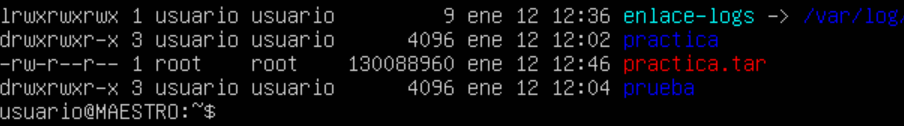 lrwxrwxrwx 1 usuario usuario 9 ene 12 12:36 enlace-logs -> /var/log/
drwxrwxr-x 3 usuario usuario 4096 ene 12 12:02 practica
-rw-r--r-- 1 root root 130088960 ene 12 12:46 practica.tar
drwxrwxr-x 3 usuario usuario 4096 ene 12 12:04 prueba
usuario@MAESTRO:~$